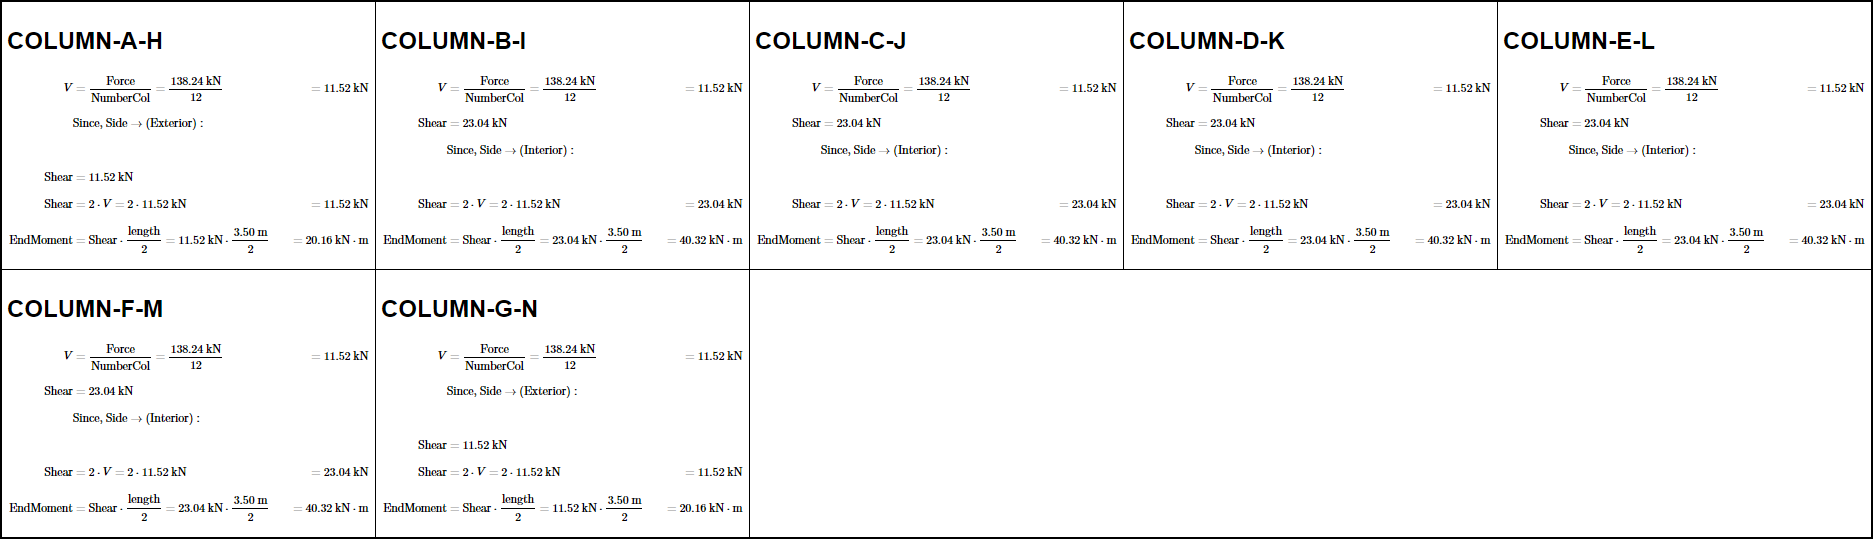 COLUMN-A-H
V = Force / NumberCol = 138.24 kN / 12 = 11.52 kN
Since, Side → (Exterior) :
Shear = 11.52 kN
Shear = 2 · V = 2 · 11.52 kN = 11.52 kN
EndMoment = Shear · length / 2 = 11.52 kN · 3.50 m / 2 = 20.16 kN · m
COLUMN-B-I
V = Force / NumberCol = 138.24 kN / 12 = 11.52 kN
Shear = 23.04 kN
Since, Side → (Interior) :
Shear = 2 · V = 2 · 11.52 kN = 23.04 kN
EndMoment = Shear · length / 2 = 23.04 kN · 3.50 m / 2 = 40.32 kN · m
COLUMN-C-J
V = Force / NumberCol = 138.24 kN / 12 = 11.52 kN
Shear = 23.04 kN
Since, Side → (Interior) :
Shear = 2 · V = 2 · 11.52 kN = 23.04 kN
EndMoment = Shear · length / 2 = 23.04 kN · 3.50 m / 2 = 40.32 kN · m
COLUMN-D-K
V = Force / NumberCol = 138.24 kN / 12 = 11.52 kN
Shear = 23.04 kN
Since, Side → (Interior) :
Shear = 2 · V = 2 · 11.52 kN = 23.04 kN
EndMoment = Shear · length / 2 = 23.04 kN · 3.50 m / 2 = 40.32 kN · m
COLUMN-E-L
V = Force / NumberCol = 138.24 kN / 12 = 11.52 kN
Shear = 23.04 kN
Since, Side → (Interior) :
Shear = 2 · V = 2 · 11.52 kN = 23.04 kN
EndMoment = Shear · length / 2 = 23.04 kN · 3.50 m / 2 = 40.32 kN · m
COLUMN-F-M
V = Force / NumberCol = 138.24 kN / 12 = 11.52 kN
Shear = 23.04 kN
Since, Side → (Interior) :
Shear = 2 · V = 2 · 11.52 kN = 23.04 kN
EndMoment = Shear · length / 2 = 23.04 kN · 3.50 m / 2 = 40.32 kN · m
COLUMN-G-N
V = Force / NumberCol = 138.24 kN / 12 = 11.52 kN
Since, Side → (Exterior) :
Shear = 11.52 kN
Shear = 2 · V = 2 · 11.52 kN = 11.52 kN
EndMoment = Shear · length / 2 = 11.52 kN · 3.50 m / 2 = 20.16 kN · m